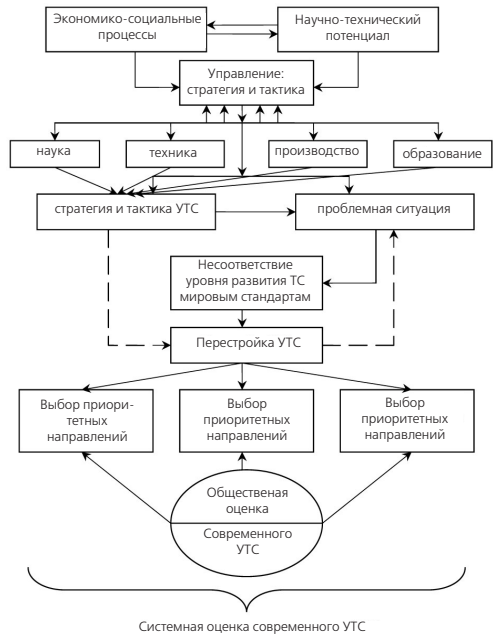 Экономико-социальные
процессы
Научно-технический
потенциал
Управление:
стратегия и тактика
наука
техника
производство
образование
стратегия и тактика УТС
проблемная ситуация
Несоответствие
уровня развития ТС
мировым стандартам
Перестройка УТС
Выбор приори-
тетных
направлений
Выбор
приоритетных
направлений
Выбор
приоритетных
направлений
Общественая
оценка
Современного
УТС
Системная оценка современного УТС